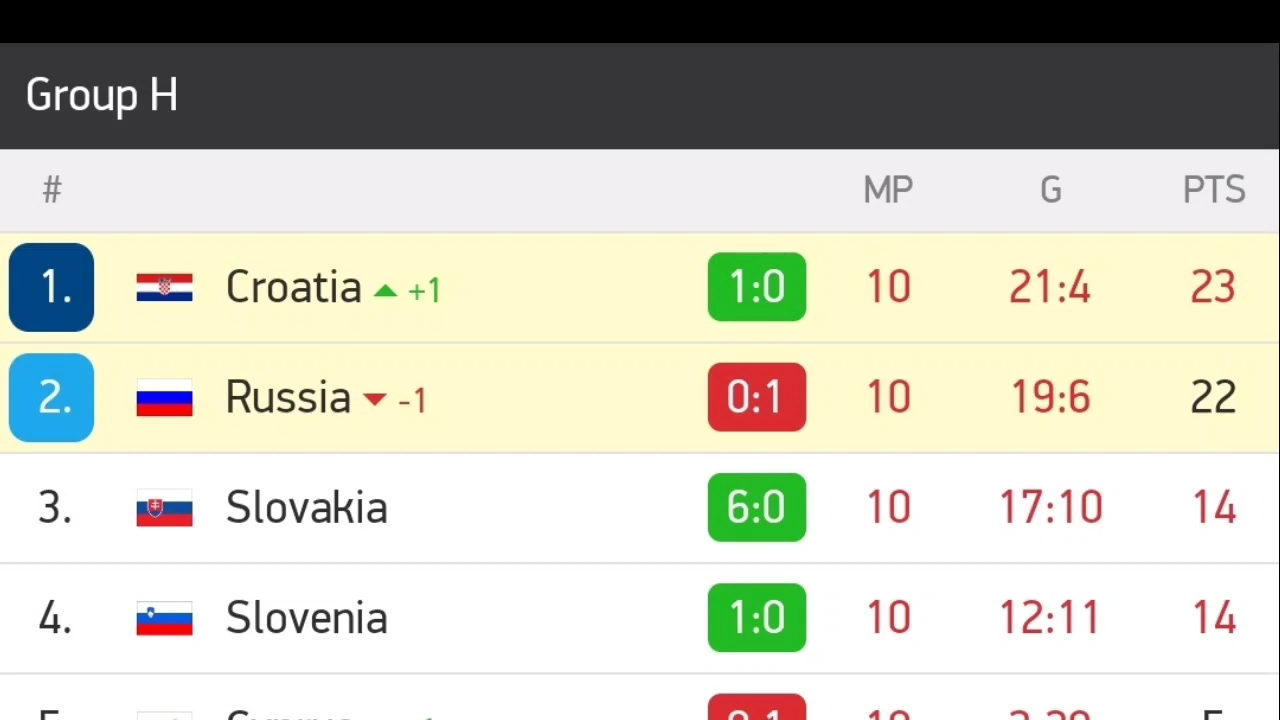 Group H
# MP G PTS
1. Croatia ▲ +1 1:0 10 21:4 23
2. Russia ▼ -1 0:1 10 19:6 22
3. Slovakia 6:0 10 17:10 14
4. Slovenia 1:0 10 12:11 14